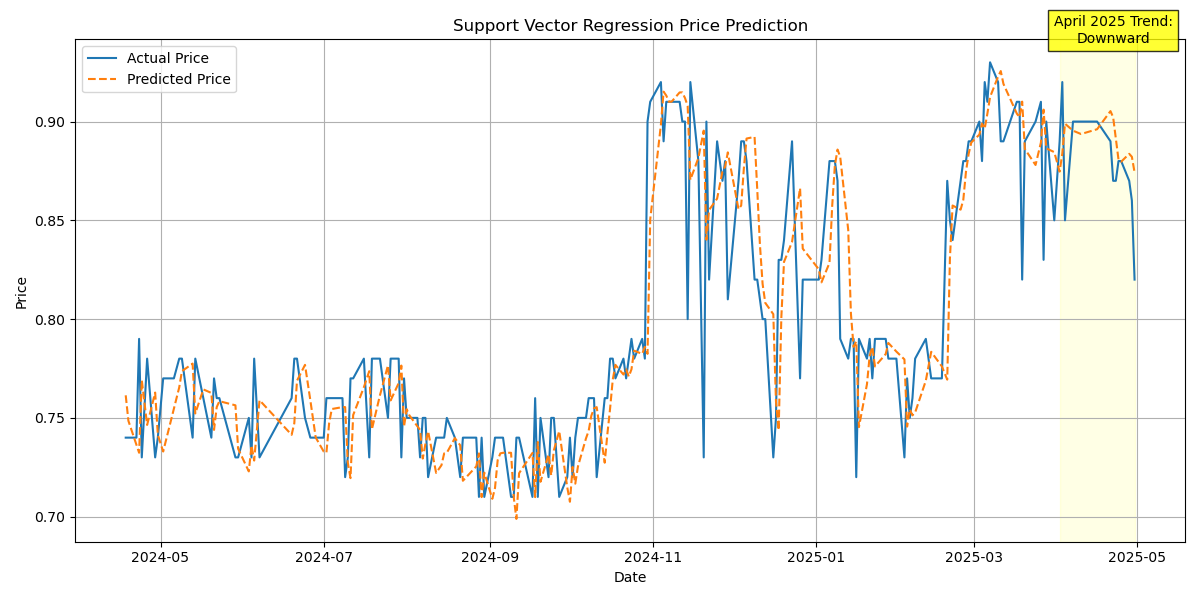 Support Vector Regression Price Prediction
April 2025 Trend:
Downward
Actual Price
Predicted Price
Price
0.90
0.85
0.80
0.75
0.70
2024-05 2024-07 2024-09 2024-11 2025-01 2025-03 2025-05
Date